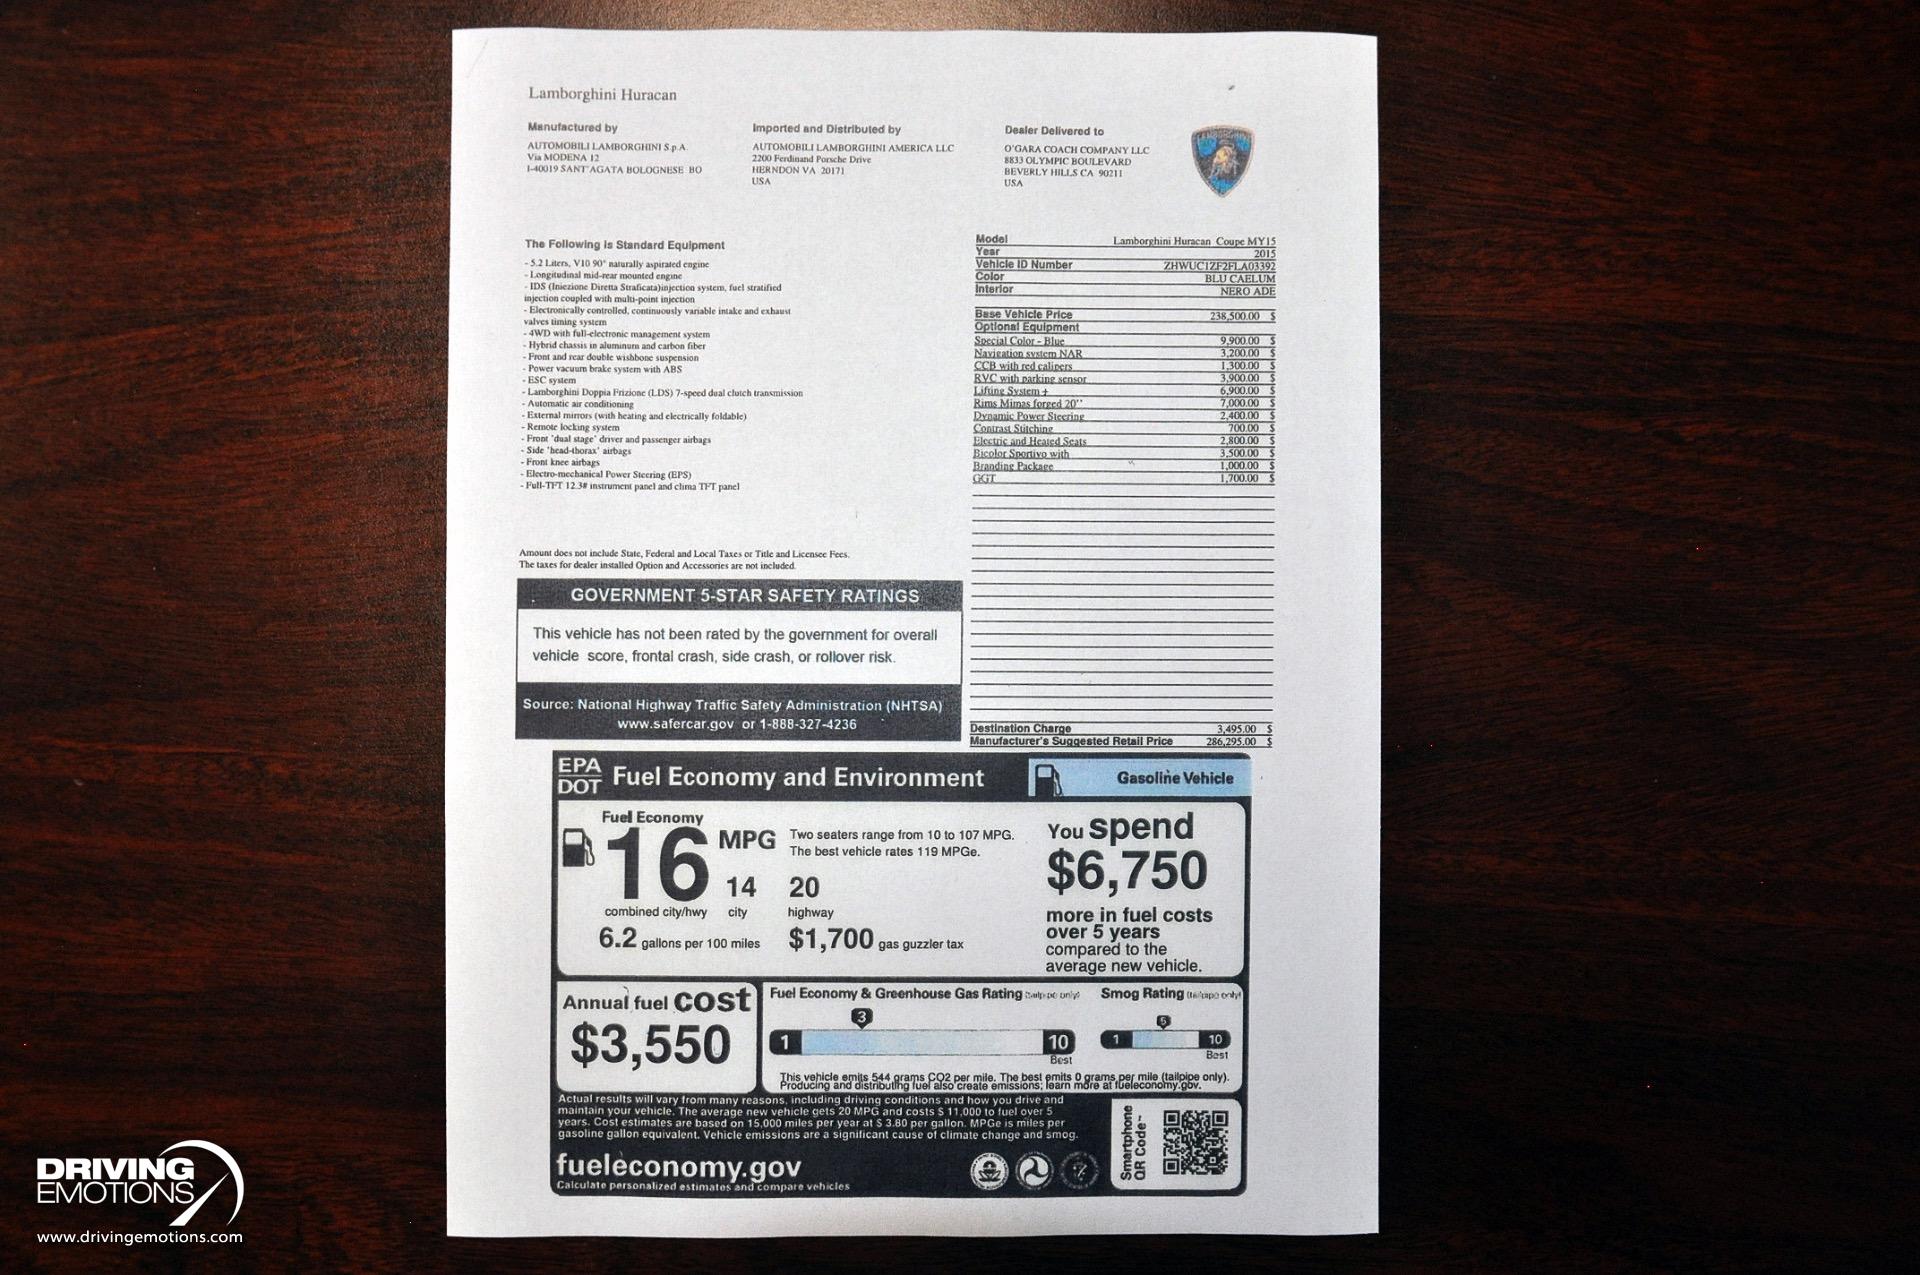 Lamborghini Huracan
Manufactured by
AUTOMOBILI LAMBORGHINI S.p.A.
Via MODENA 12
I-40019 SANT'AGATA BOLOGNESE BO
Imported and Distributed by
AUTOMOBILI LAMBORGHINI AMERICA LLC
2200 Ferdinand Porsche Drive
HERNDON VA 20171
USA
Dealer Delivered to
O'GARA COACH COMPANY LLC
8833 OLYMPIC BOULEVARD
BEVERLY HILLS CA 90211
USA
LAMBORGHINI
The Following is Standard Equipment
- 5.2 Liters, V10 90° naturally aspirated engine
- Longitudinal mid-rear mounted engine
- IDS (Iniezione Diretta Straficata)injection system, fuel stratified
injection coupled with multi-point injection
- Electronically controlled, continuously variable intake and exhaust
valves timing system
- 4WD with full-electronic management system
- Hybrid chassis in aluminum and carbon fiber
- Front and rear double wishbone suspension
- Power vacuum brake system with ABS
- ESC system
- Lamborghini Doppia Frizione (LDS) 7-speed dual clutch transmission
- Automatic air conditioning
- External mirrors (with heating and electrically foldable)
- Remote locking system
- Front 'dual stage' driver and passenger airbags
- Side 'head-thorax' airbags
- Front knee airbags
- Electro-mechanical Power Steering (EPS)
- Full-TFT 12.3# instrument panel and clima TFT panel
Amount does not include State, Federal and Local Taxes or Title and Licensee Fees.
The taxes for dealer installed Option and Accessories are not included.
Model Lamborghini Huracan Coupe MY15
Year 2015
Vehicle ID Number ZHWUC1ZF2FLA03392
Color BLU CAELUM
Interior NERO ADE
Base Vehicle Price 238,500.00 $
Optional Equipment
Special Color - Blue 9,900.00 $
Navigation system NAR 3,200.00 $
CCB with red calipers 1,300.00 $
RVC with parking sensor 3,900.00 $
Lifting System + 6,900.00 $
Rims Mimas forged 20'' 7,000.00 $
Dynamic Power Steering 2,400.00 $
Contrast Stitching 700.00 $
Electric and Heated Seats 2,800.00 $
Bicolor Sportivo with 3,500.00 $
Branding Package 1,000.00 $
GGT 1,700.00 $
Destination Charge 3,495.00 $
Manufacturer's Suggested Retail Price 286,295.00 $
GOVERNMENT 5-STAR SAFETY RATINGS
This vehicle has not been rated by the government for overall
vehicle score, frontal crash, side crash, or rollover risk.
Source: National Highway Traffic Safety Administration (NHTSA)
www.safercar.gov or 1-888-327-4236
EPA
DOT
Fuel Economy and Environment
Gasoline Vehicle
Fuel Economy
16 MPG
combined city/hwy
14
city
20
highway
6.2 gallons per 100 miles
$1,700 gas guzzler tax
Two seaters range from 10 to 107 MPG.
The best vehicle rates 119 MPGe.
You spend
$6,750
more in fuel costs
over 5 years
compared to the
average new vehicle.
Annual fuel cost
$3,550
Fuel Economy & Greenhouse Gas Rating (tailpipe only)
3
1 10
Best
Smog Rating (tailpipe only)
5
1 10
Best
This vehicle emits 544 grams CO2 per mile. The best emits 0 grams per mile (tailpipe only).
Producing and distributing fuel also create emissions; learn more at fueleconomy.gov.
Actual results will vary from many reasons, including driving conditions and how you drive and
maintain your vehicle. The average new vehicle gets 20 MPG and costs $ 11,000 to fuel over 5
years. Cost estimates are based on 15,000 miles per year at $ 3.80 per gallon. MPGe is miles per
gasoline gallon equivalent. Vehicle emissions are a significant cause of climate change and smog.
fueleconomy.gov
Calculate personalized estimates and compare vehicles
Smartphone
QR Code™
DRIVING
EMOTIONS
www.drivingemotions.com